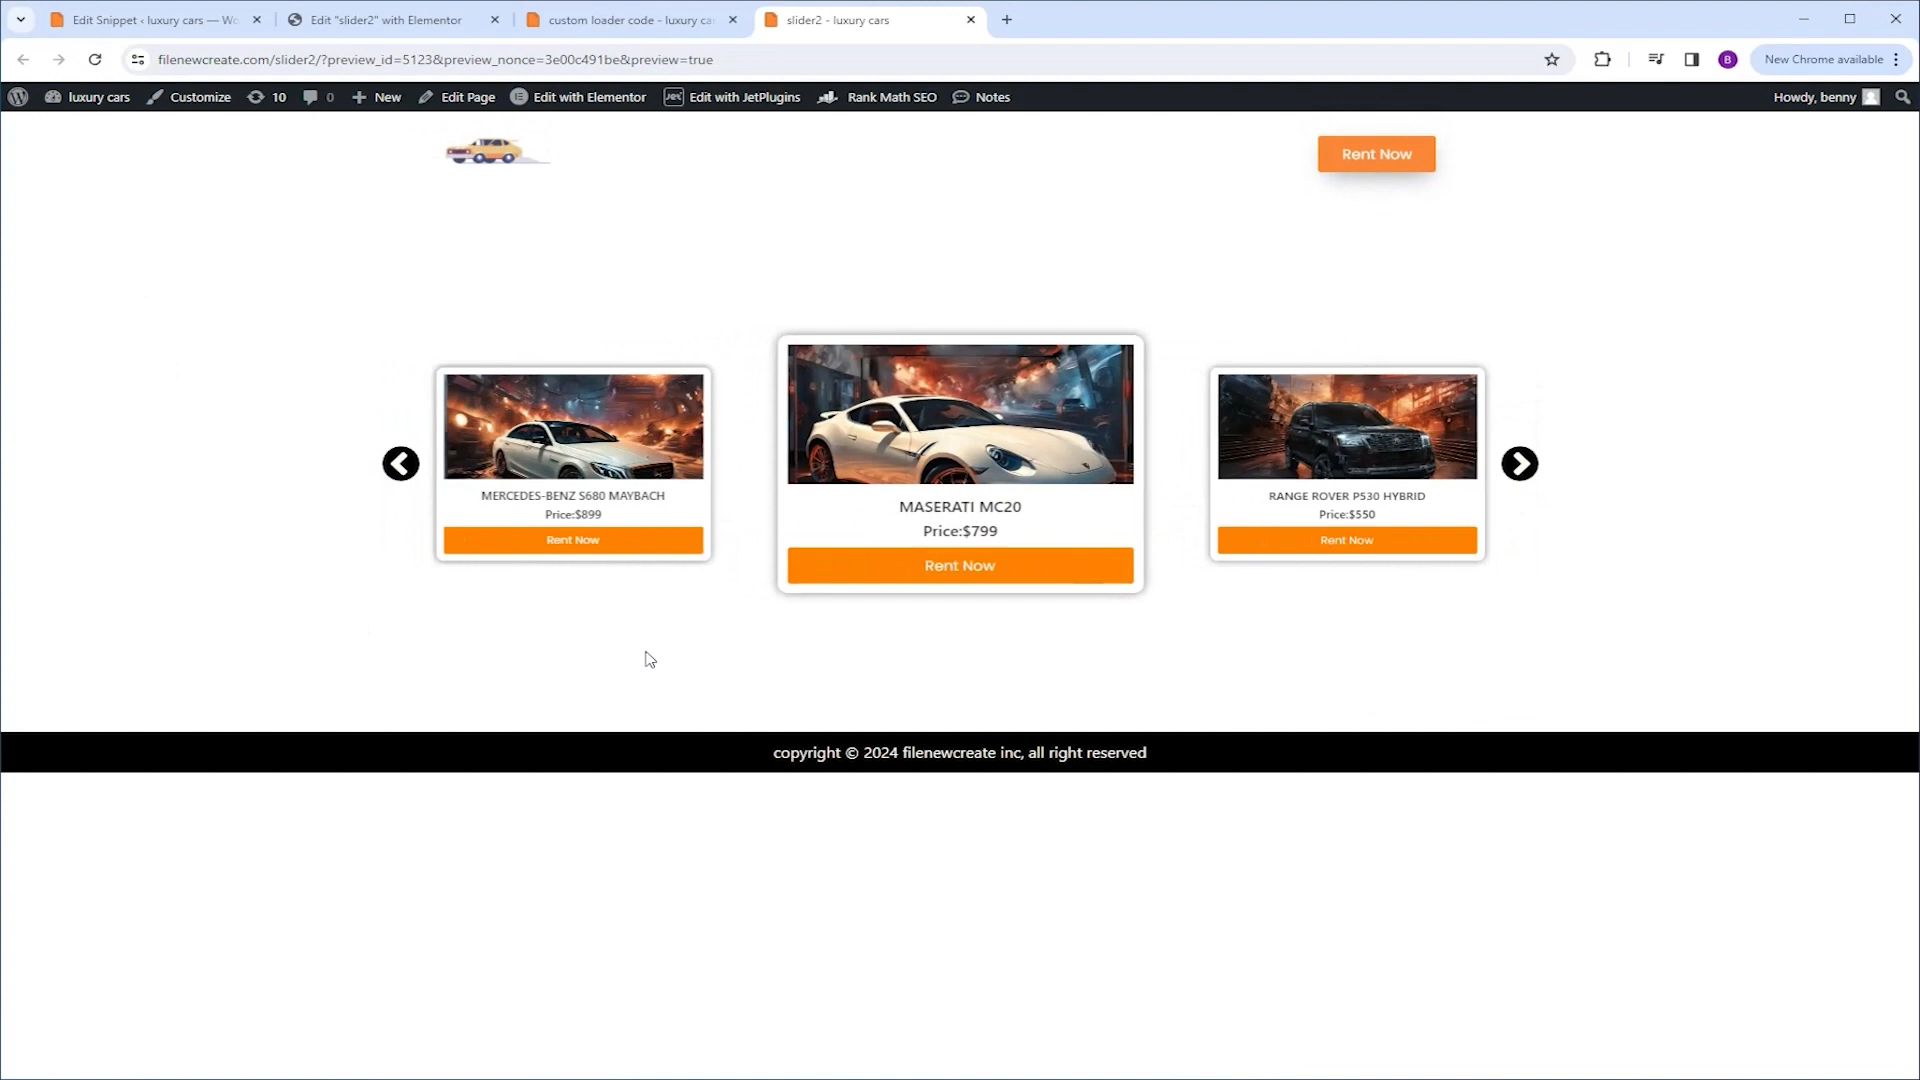 Edit Snippet ‹ luxury cars — Wo
Edit "slider2" with Elementor
custom loader code - luxury ca
slider2 - luxury cars
filenewcreate.com/slider2/?preview_id=5123&preview_nonce=3e00c491be&preview=true
B
New Chrome available
luxury cars
Customize
10
0
New
Edit Page
Edit with Elementor
JET
Edit with JetPlugins
Rank Math SEO
Notes
Howdy, benny
Rent Now
MERCEDES-BENZ S680 MAYBACH
Price:$899
Rent Now
MASERATI MC20
Price:$799
Rent Now
RANGE ROVER P530 HYBRID
Price:$550
Rent Now
copyright © 2024 filenewcreate inc, all right reserved